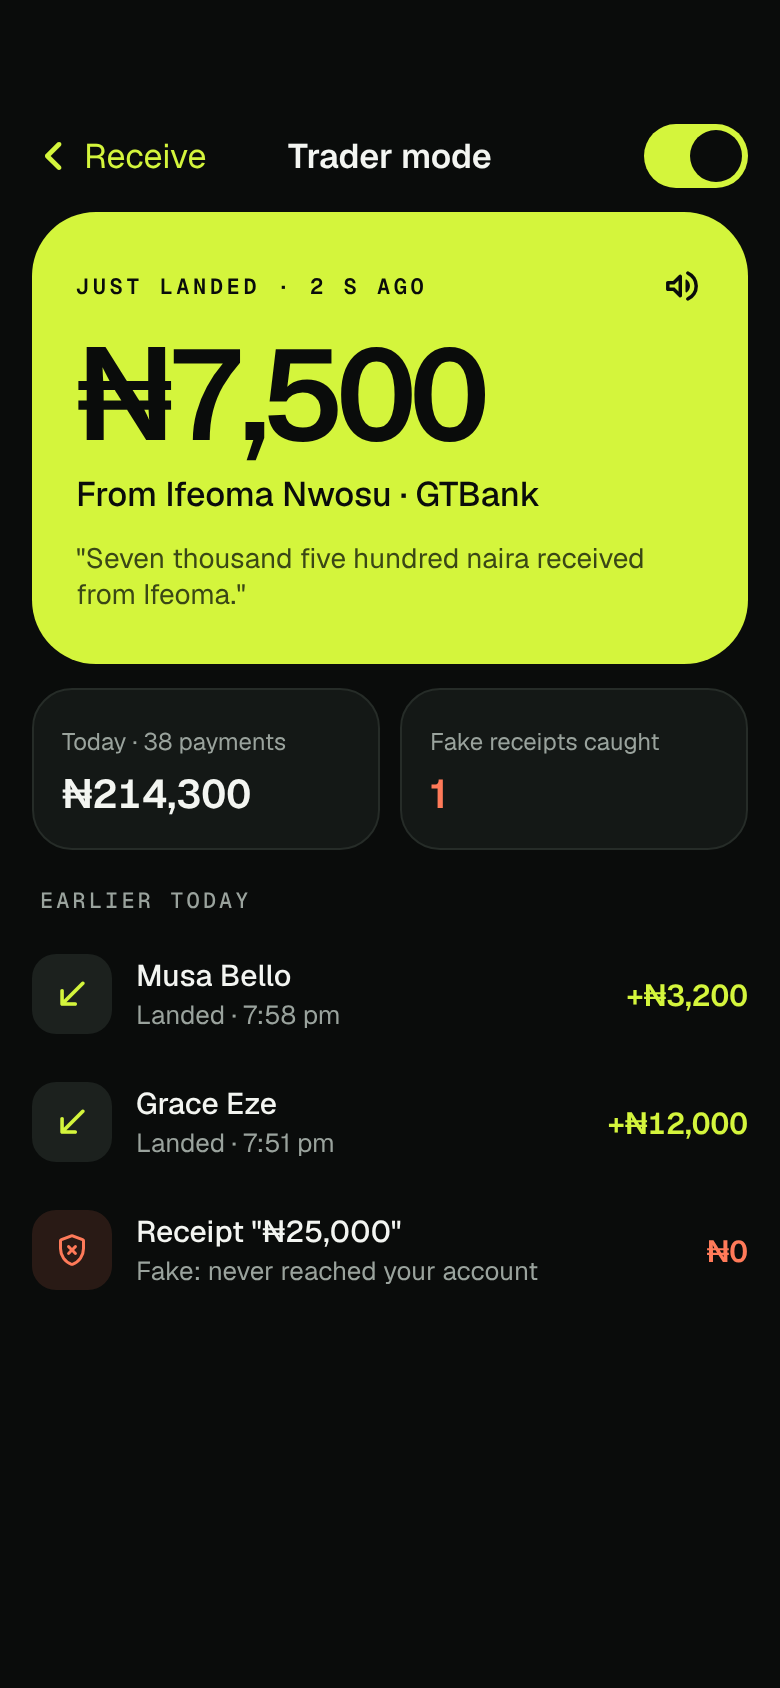 Receive
Trader mode
JUST LANDED · 2 S AGO
₦7,500
From Ifeoma Nwosu · GTBank
"Seven thousand five hundred naira received
from Ifeoma."
Today · 38 payments
₦214,300
Fake receipts caught
1
EARLIER TODAY
Musa Bello
Landed · 7:58 pm
+₦3,200
Grace Eze
Landed · 7:51 pm
+₦12,000
Receipt "₦25,000"
Fake: never reached your account
₦0